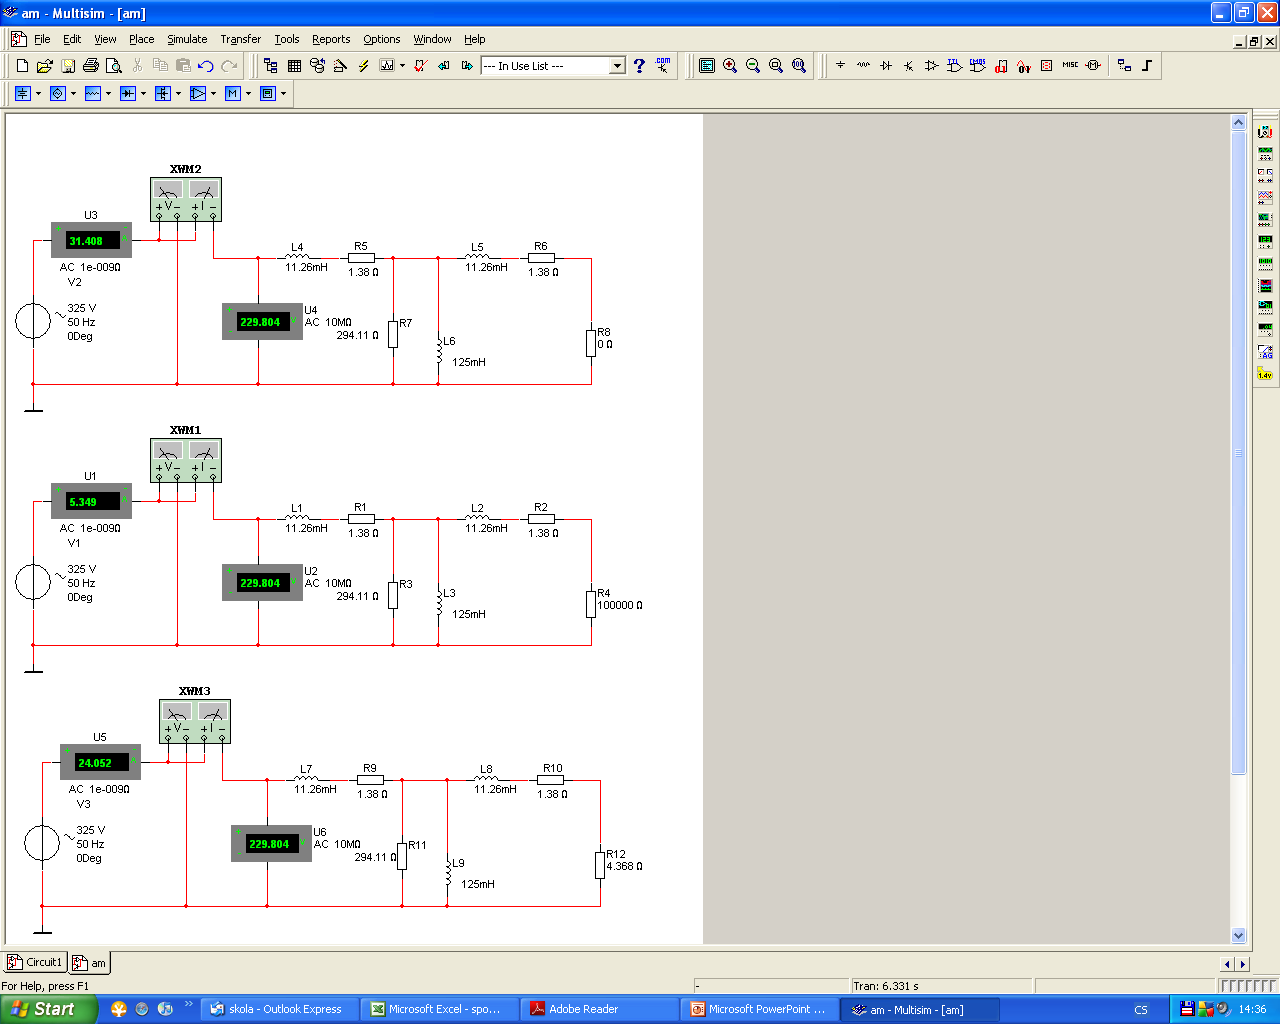 am - Multisim - [am]
File Edit View Place Simulate Transfer Tools Reports Options Window Help
--- In Use List ---
XWM2
U3
31.408
AC 1e-009Ω
V2
325 V
50 Hz
0Deg
L4
11.26mH
R5
1.38 Ω
L5
11.26mH
R6
1.38 Ω
U4
229.804
AC 10MΩ
R7
294.11 Ω
L6
125mH
R8
0 Ω
XWM1
U1
5.349
AC 1e-009Ω
V1
325 V
50 Hz
0Deg
L1
11.26mH
R1
1.38 Ω
L2
11.26mH
R2
1.38 Ω
U2
229.804
AC 10MΩ
R3
294.11 Ω
L3
125mH
R4
100000 Ω
XWM3
U5
24.052
AC 1e-009Ω
V3
325 V
50 Hz
0Deg
L7
11.26mH
R9
1.38 Ω
L8
11.26mH
R10
1.38 Ω
U6
229.804
AC 10MΩ
R11
294.11 Ω
L9
125mH
R12
4.368 Ω
Circuit1 am
For Help, press F1
-
Tran: 6.331 s
Start
skola - Outlook Express
Microsoft Excel - spo...
Adobe Reader
Microsoft PowerPoint ...
am - Multisim - [am]
CS
14:36